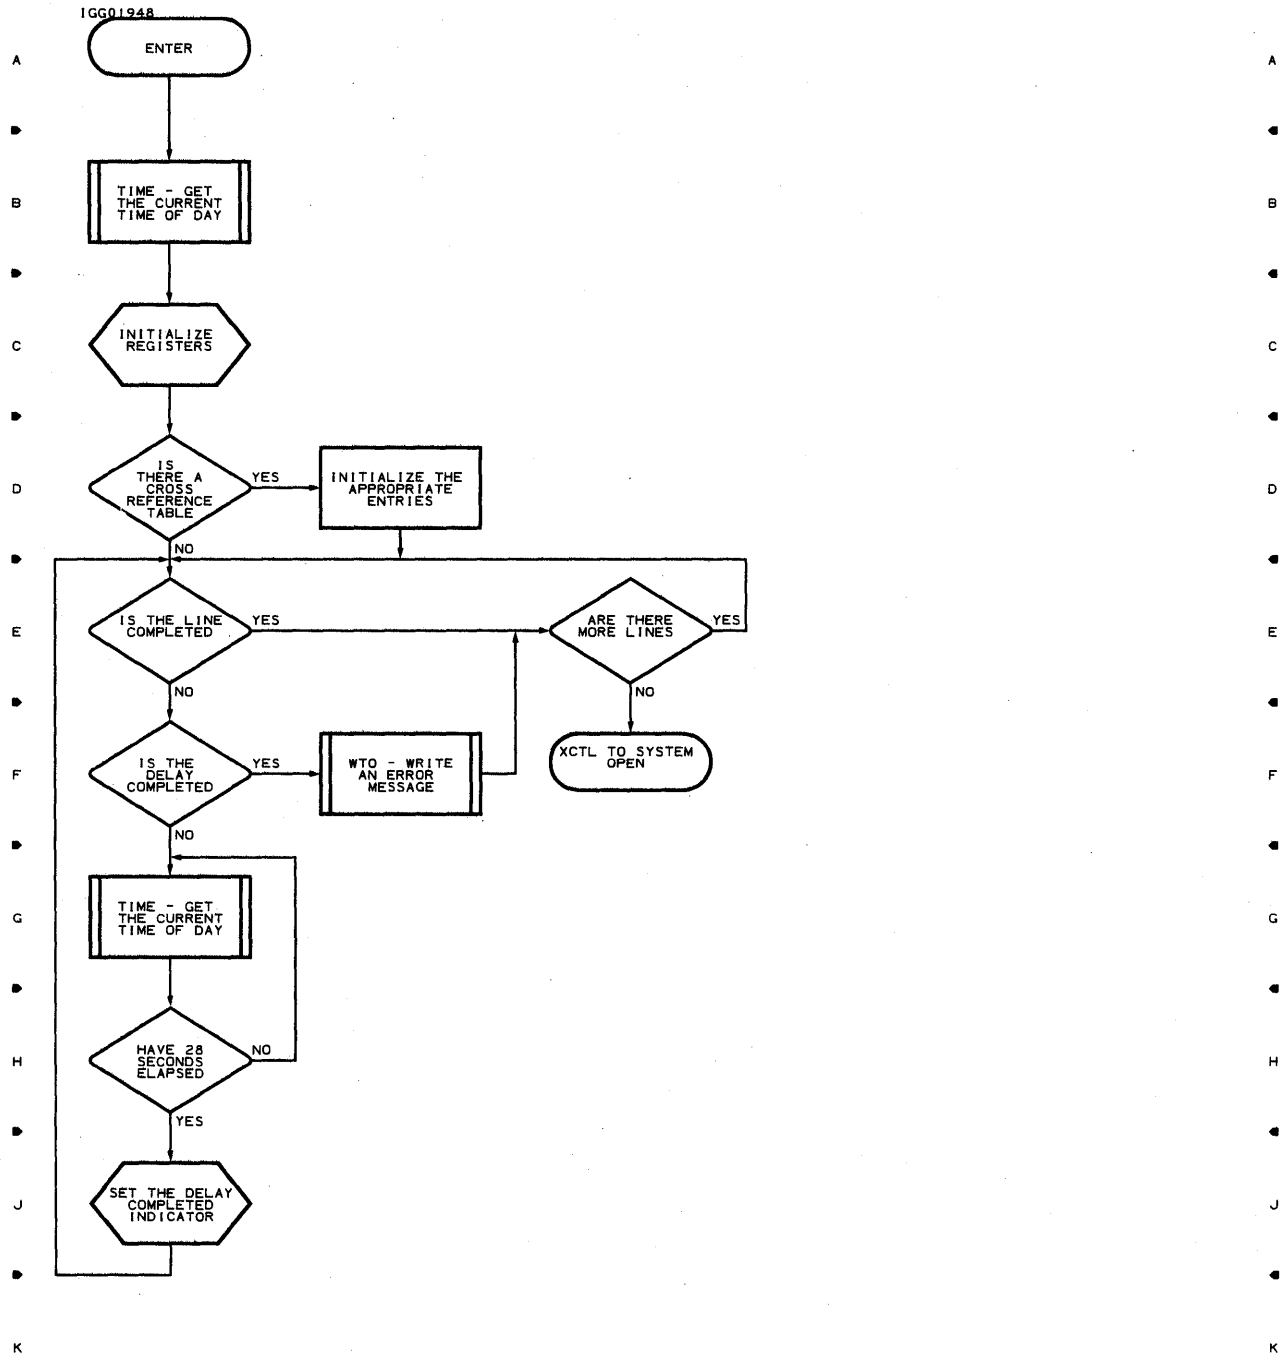 IGG01948
ENTER
A
A
TIME - GET
THE CURRENT
TIME OF DAY
B
B
INITIALIZE
REGISTERS
C
C
IS
THERE A
CROSS
REFERENCE
TABLE
YES
INITIALIZE THE
APPROPRIATE
ENTRIES
D
D
NO
IS THE LINE
COMPLETED
YES
ARE THERE
MORE LINES
YES
E
E
NO
NO
IS THE
DELAY
COMPLETED
YES
WTO - WRITE
AN ERROR
MESSAGE
XCTL TO SYSTEM
OPEN
F
F
NO
TIME - GET
THE CURRENT
TIME OF DAY
G
G
HAVE 28
SECONDS
ELAPSED
NO
H
H
YES
SET THE DELAY
COMPLETED
INDICATOR
J
J
K
K